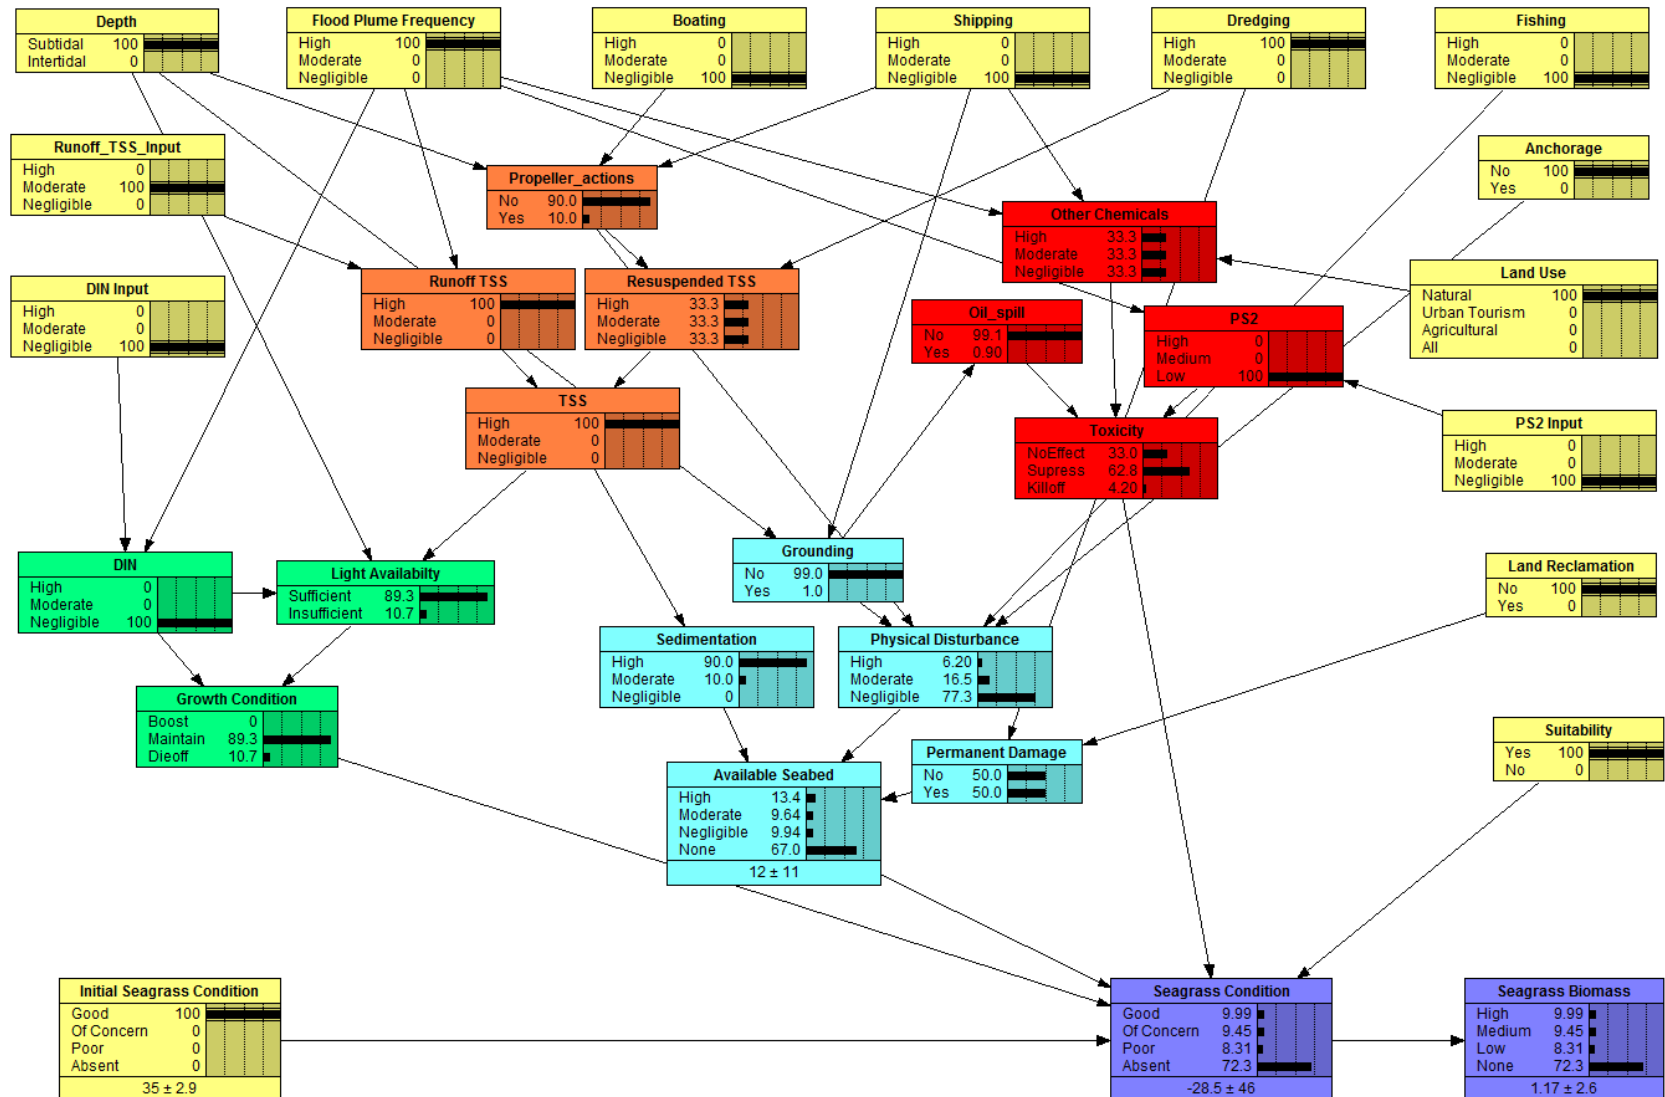 Depth
Subtidal 100
Intertidal 0
Flood Plume Frequency
High 100
Moderate 0
Negligible 0
Boating
High 0
Moderate 0
Negligible 100
Shipping
High 0
Moderate 0
Negligible 100
Dredging
High 100
Moderate 0
Negligible 0
Fishing
High 0
Moderate 0
Negligible 100
Runoff_TSS_Input
High 0
Moderate 100
Negligible 0
Propeller_actions
No 90.0
Yes 10.0
Anchorage
No 100
Yes 0
Other Chemicals
High 33.3
Moderate 33.3
Negligible 33.3
DIN Input
High 0
Moderate 0
Negligible 100
Runoff TSS
High 100
Moderate 0
Negligible 0
Resuspended TSS
High 33.3
Moderate 33.3
Negligible 33.3
Oil_spill
No 99.1
Yes 0.90
PS2
High 0
Medium 0
Low 100
Land Use
Natural 100
Urban Tourism 0
Agricultural 0
All 0
TSS
High 100
Moderate 0
Negligible 0
Toxicity
NoEffect 33.0
Supress 62.8
Killoff 4.20
PS2 Input
High 0
Moderate 0
Negligible 100
DIN
High 0
Moderate 0
Negligible 100
Light Availabilty
Sufficient 89.3
Insufficient 10.7
Grounding
No 99.0
Yes 1.0
Land Reclamation
No 100
Yes 0
Sedimentation
High 90.0
Moderate 10.0
Negligible 0
Physical Disturbance
High 6.20
Moderate 16.5
Negligible 77.3
Growth Condition
Boost 0
Maintain 89.3
Dieoff 10.7
Permanent Damage
No 50.0
Yes 50.0
Suitability
Yes 100
No 0
Available Seabed
High 13.4
Moderate 9.64
Negligible 9.94
None 67.0
12 ± 11
Initial Seagrass Condition
Good 100
Of Concern 0
Poor 0
Absent 0
35 ± 2.9
Seagrass Condition
Good 9.99
Of Concern 9.45
Poor 8.31
Absent 72.3
-28.5 ± 46
Seagrass Biomass
High 9.99
Medium 9.45
Low 8.31
None 72.3
1.17 ± 2.6